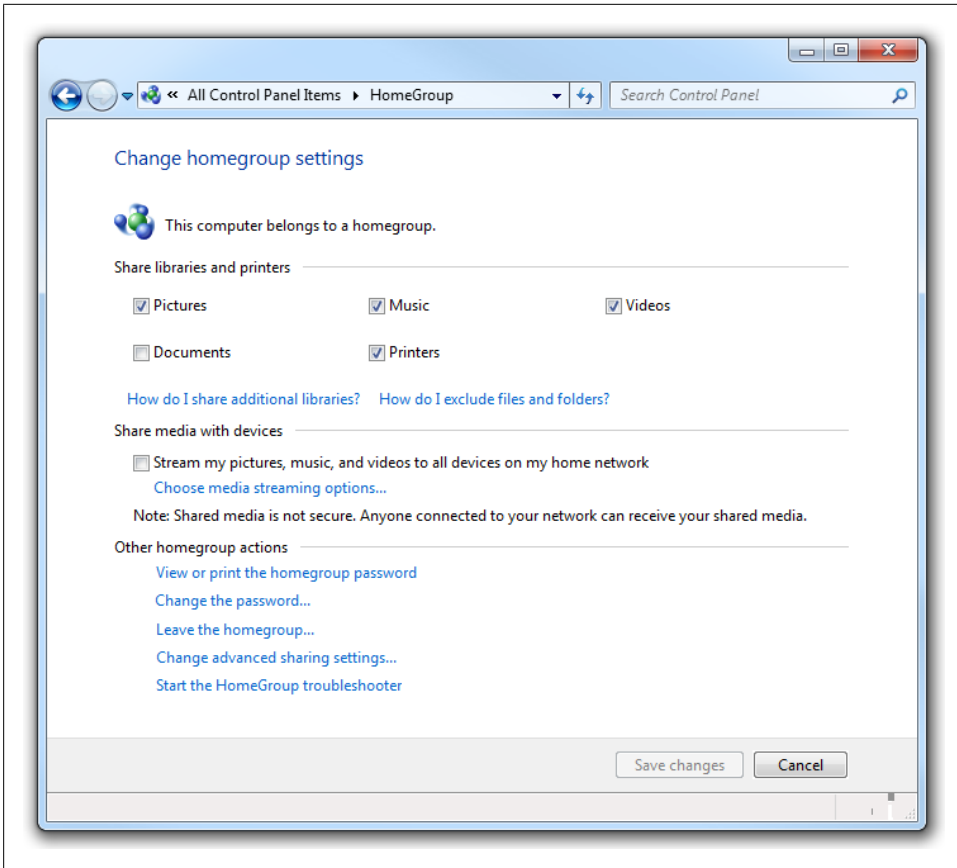 « All Control Panel Items ▸ HomeGroup Search Control Panel
Change homegroup settings
This computer belongs to a homegroup.
Share libraries and printers
Pictures Music Videos
Documents Printers
How do I share additional libraries? How do I exclude files and folders?
Share media with devices
Stream my pictures, music, and videos to all devices on my home network
Choose media streaming options...
Note: Shared media is not secure. Anyone connected to your network can receive your shared media.
Other homegroup actions
View or print the homegroup password
Change the password...
Leave the homegroup...
Change advanced sharing settings...
Start the HomeGroup troubleshooter
Save changes Cancel